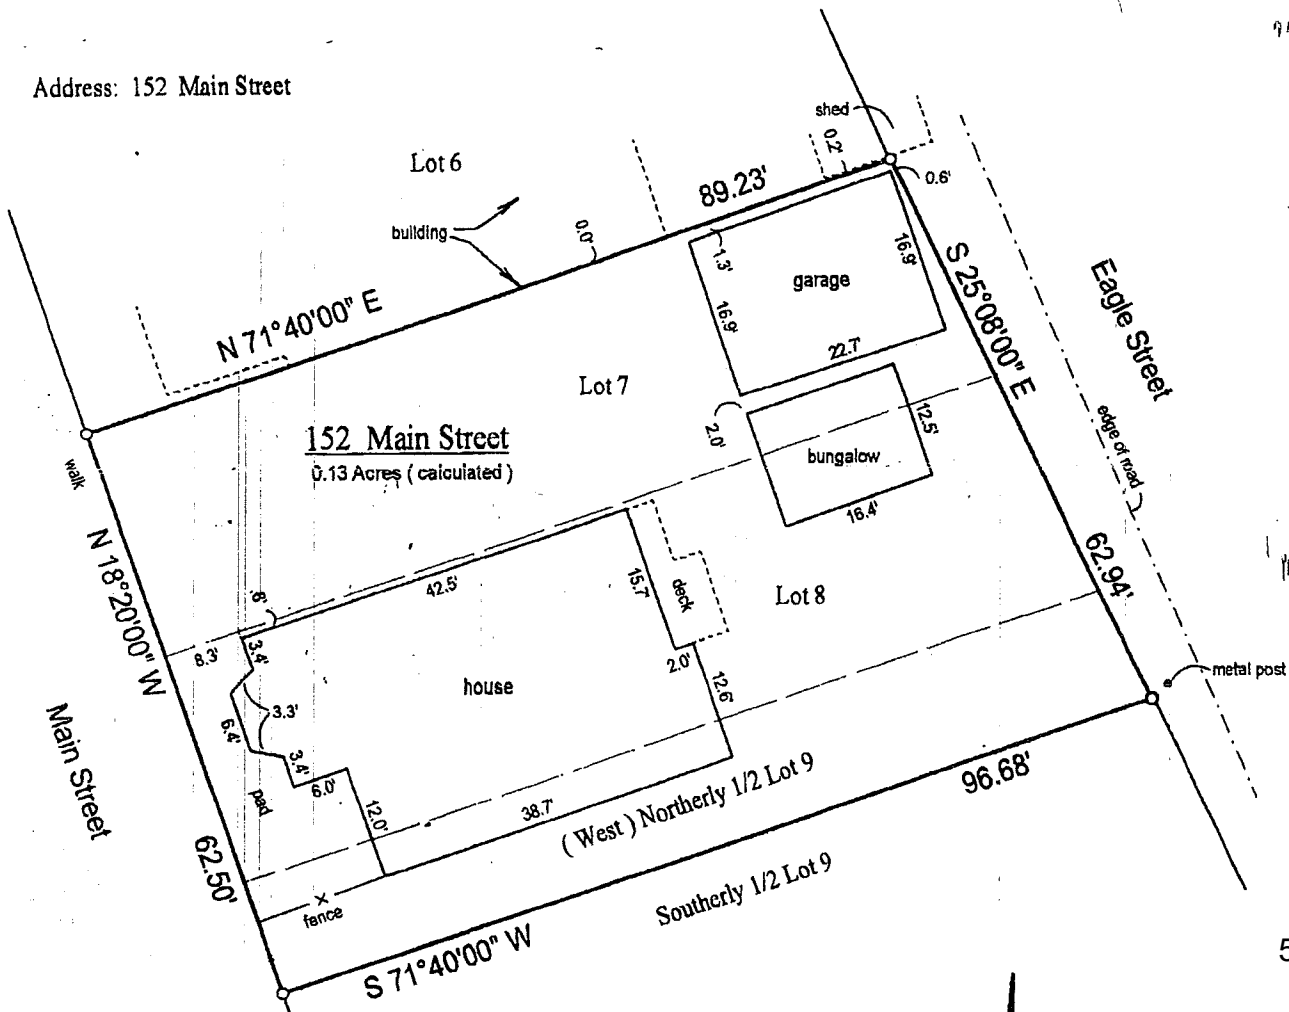 Address: 152 Main Street
shed
0.2'
Lot 6
89.23'
0.6'
building
0.0'
1.3'
16.9'
garage
S 25°08'00" E
Eagle Street
N 71°40'00" E
16.9'
22.7'
Lot 7
2.0'
12.5'
152 Main Street
0.13 Acres ( calculated )
bungalow
edge of road
walk
16.4'
N 18°20'00" W
42.5'
15.7'
deck
Lot 8
62.94'
.8'
8.3'
3.4'
2.0'
house
12.6'
metal post
3.3'
6.4'
Main Street
3.4'
6.0'
pad
12.0'
38.7'
( West ) Northerly 1/2 Lot 9
96.68'
62.50'
fence
Southerly 1/2 Lot 9
S 71°40'00" W
5